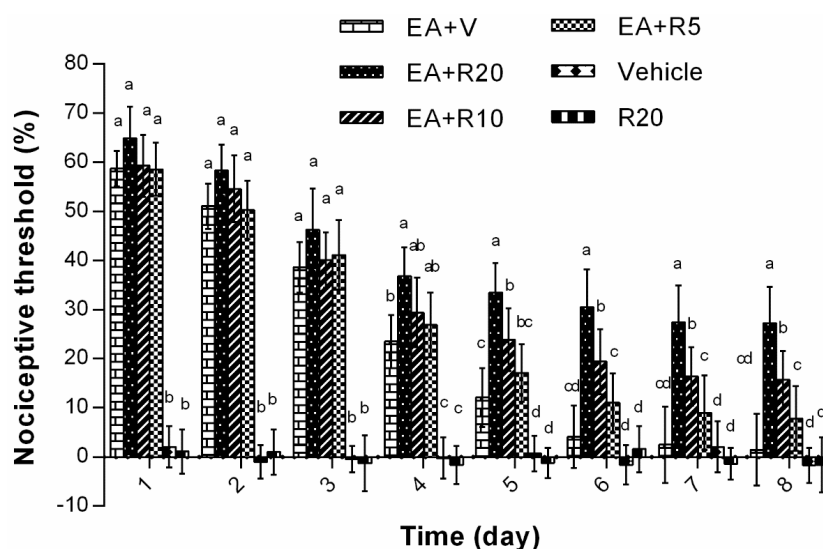 EA+V EA+R5
EA+R20 Vehicle
EA+R10 R20
Nociceptive threshold (%)
80
70
60
50
40
30
20
10
0
-10
a a a a b b
a a a a b b
a a a a b b
b a ab ab c c
c a b bc d d
cd a b c d d
cd a b c d d
cd a b c d d
1 2 3 4 5 6 7 8
Time (day)